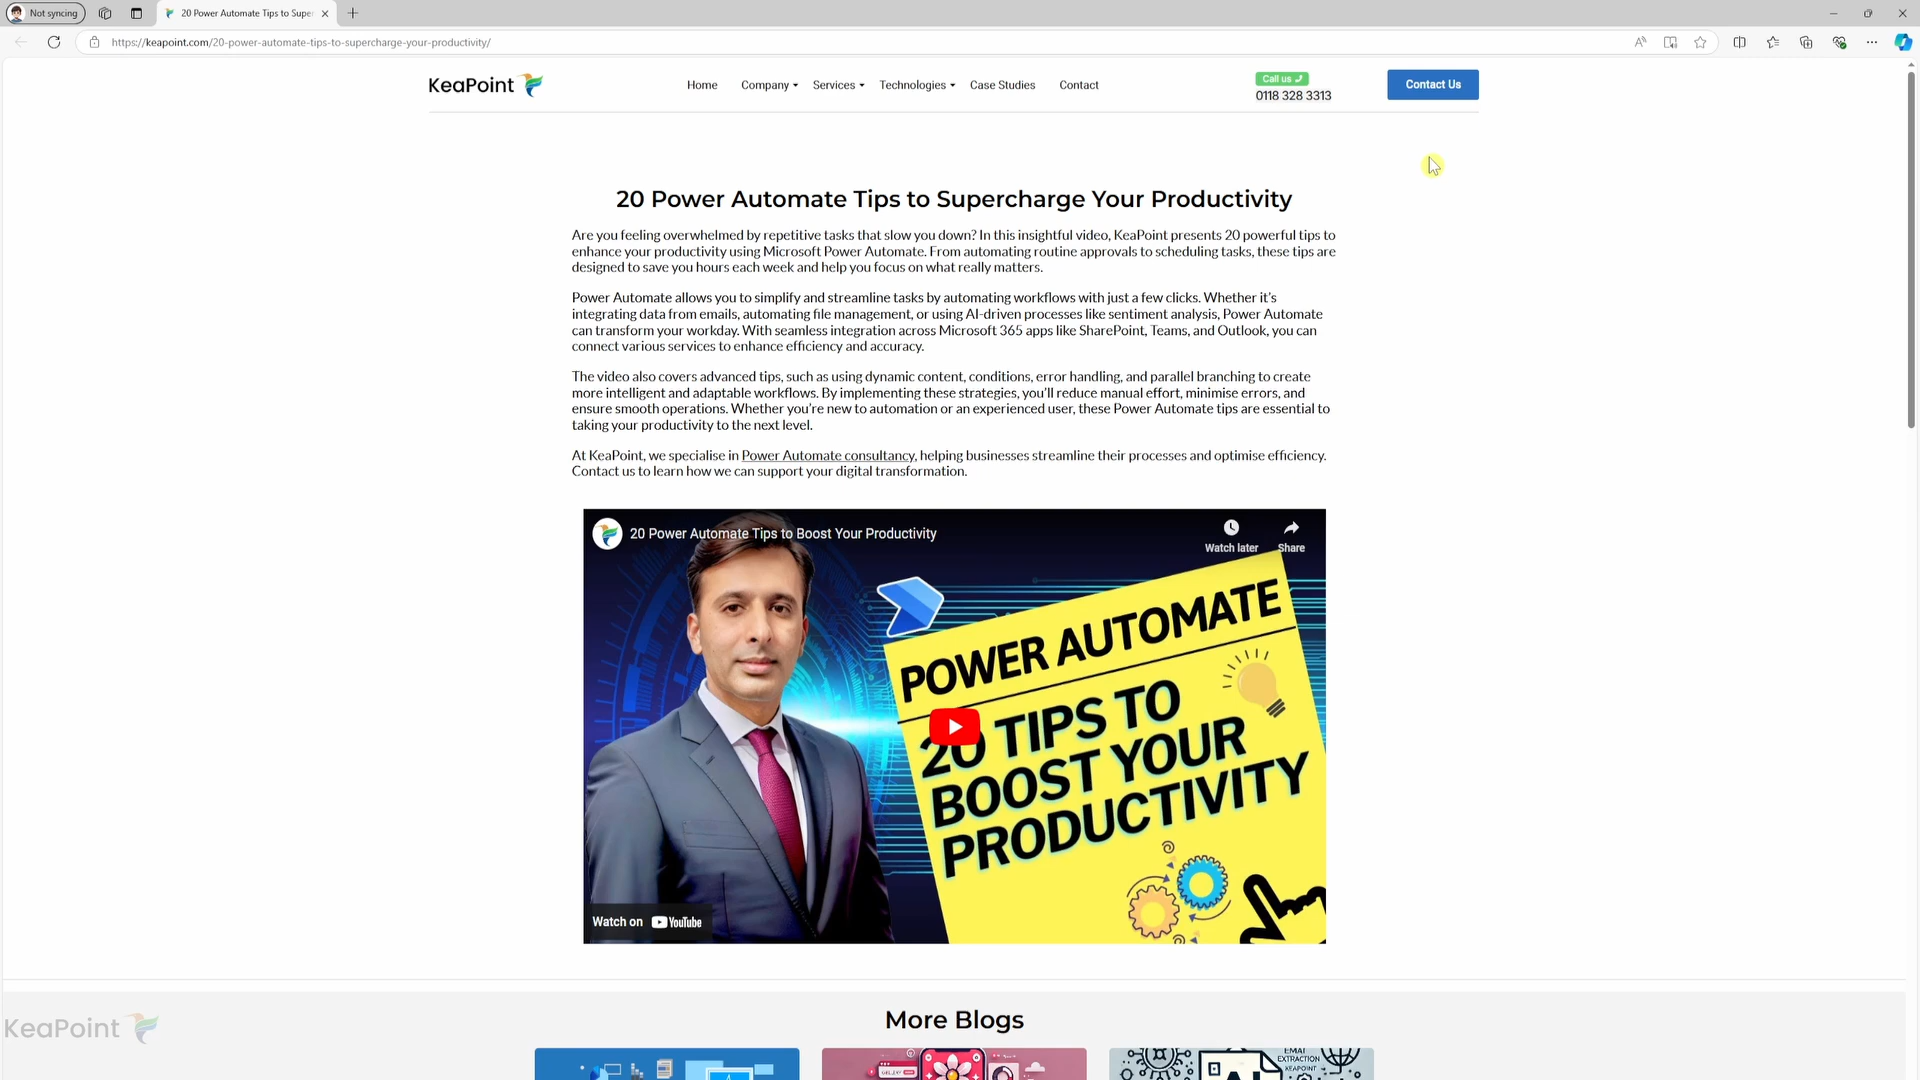 Not syncing
20 Power Automate Tips to Super
https://keapoint.com/20-power-automate-tips-to-supercharge-your-productivity/
KeaPoint
Home Company Services Technologies Case Studies Contact
Call us
0118 328 3313
Contact Us
20 Power Automate Tips to Supercharge Your Productivity
Are you feeling overwhelmed by repetitive tasks that slow you down? In this insightful video, KeaPoint presents 20 powerful tips to
enhance your productivity using Microsoft Power Automate. From automating routine approvals to scheduling tasks, these tips are
designed to save you hours each week and help you focus on what really matters.
Power Automate allows you to simplify and streamline tasks by automating workflows with just a few clicks. Whether it's
integrating data from emails, automating file management, or using AI-driven processes like sentiment analysis, Power Automate
can transform your workday. With seamless integration across Microsoft 365 apps like SharePoint, Teams, and Outlook, you can
connect various services to enhance efficiency and accuracy.
The video also covers advanced tips, such as using dynamic content, conditions, error handling, and parallel branching to create
more intelligent and adaptable workflows. By implementing these strategies, you'll reduce manual effort, minimise errors, and
ensure smooth operations. Whether you're new to automation or an experienced user, these Power Automate tips are essential to
taking your productivity to the next level.
At KeaPoint, we specialise in Power Automate consultancy, helping businesses streamline their processes and optimise efficiency.
Contact us to learn how we can support your digital transformation.
20 Power Automate Tips to Boost Your Productivity
Watch later
Share
POWER AUTOMATE
20 TIPS TO
BOOST YOUR
PRODUCTIVITY
Watch on YouTube
More Blogs
KeaPoint
EXTRACTION
KEAPOINT
AI